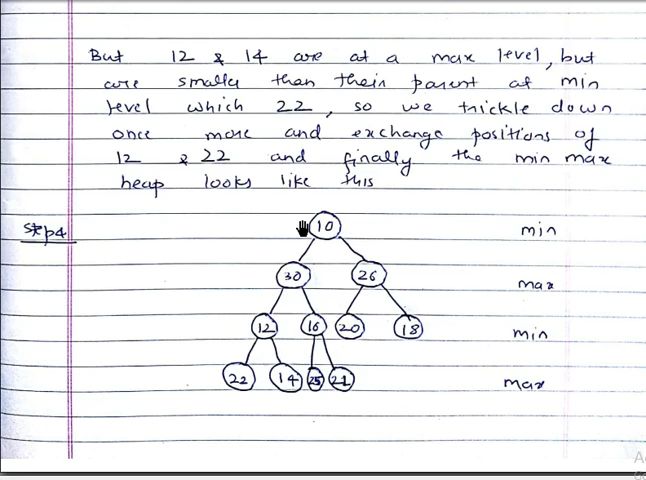 But 12 & 14 are at a max level, but
are smaller than their parent at min
level which 22, so we trickle down
once more and exchange positions of
12 & 22 and finally the min max
heap looks like this
Step4
10 min
30 26 max
12 16 20 18 min
22 14 25 21 max